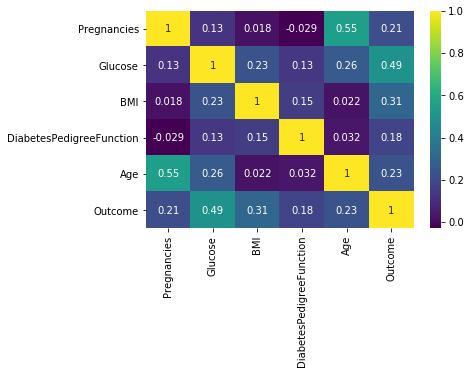 Pregnancies 1 0.13 0.018 -0.029 0.55 0.21
Glucose 0.13 1 0.23 0.13 0.26 0.49
BMI 0.018 0.23 1 0.15 0.022 0.31
DiabetesPedigreeFunction -0.029 0.13 0.15 1 0.032 0.18
Age 0.55 0.26 0.022 0.032 1 0.23
Outcome 0.21 0.49 0.31 0.18 0.23 1
Pregnancies
Glucose
BMI
DiabetesPedigreeFunction
Age
Outcome
1.0
0.8
0.6
0.4
0.2
0.0